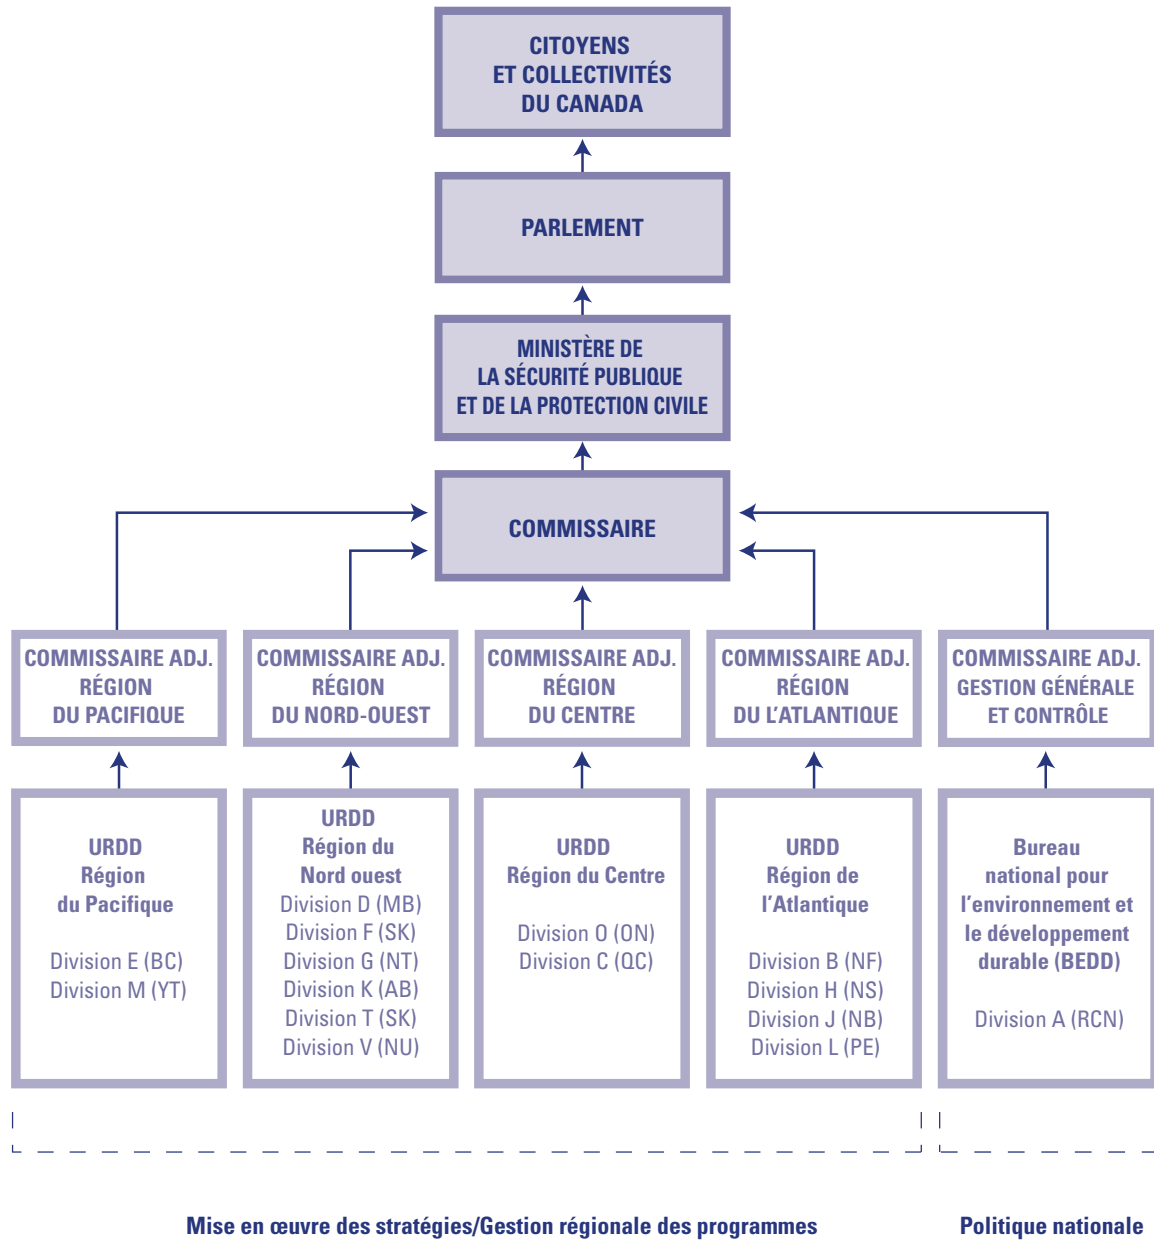 CITOYENS
ET COLLECTIVITÉS
DU CANADA
PARLEMENT
MINISTÈRE DE
LA SÉCURITÉ PUBLIQUE
ET DE LA PROTECTION CIVILE
COMMISSAIRE
COMMISSAIRE ADJ.
RÉGION
DU PACIFIQUE
COMMISSAIRE ADJ.
RÉGION
DU NORD-OUEST
COMMISSAIRE ADJ.
RÉGION
DU CENTRE
COMMISSAIRE ADJ.
RÉGION
DU L'ATLANTIQUE
COMMISSAIRE ADJ.
GESTION GÉNÉRALE
ET CONTRÔLE
URDD
Région
du Pacifique
Division E (BC)
Division M (YT)
URDD
Région du
Nord ouest
Division D (MB)
Division F (SK)
Division G (NT)
Division K (AB)
Division T (SK)
Division V (NU)
URDD
Région du Centre
Division O (ON)
Division C (QC)
URDD
Région de
l'Atlantique
Division B (NF)
Division H (NS)
Division J (NB)
Division L (PE)
Bureau
national pour
l'environnement et
le développement
durable (BEDD)
Division A (RCN)
Mise en œuvre des stratégies/Gestion régionale des programmes
Politique nationale